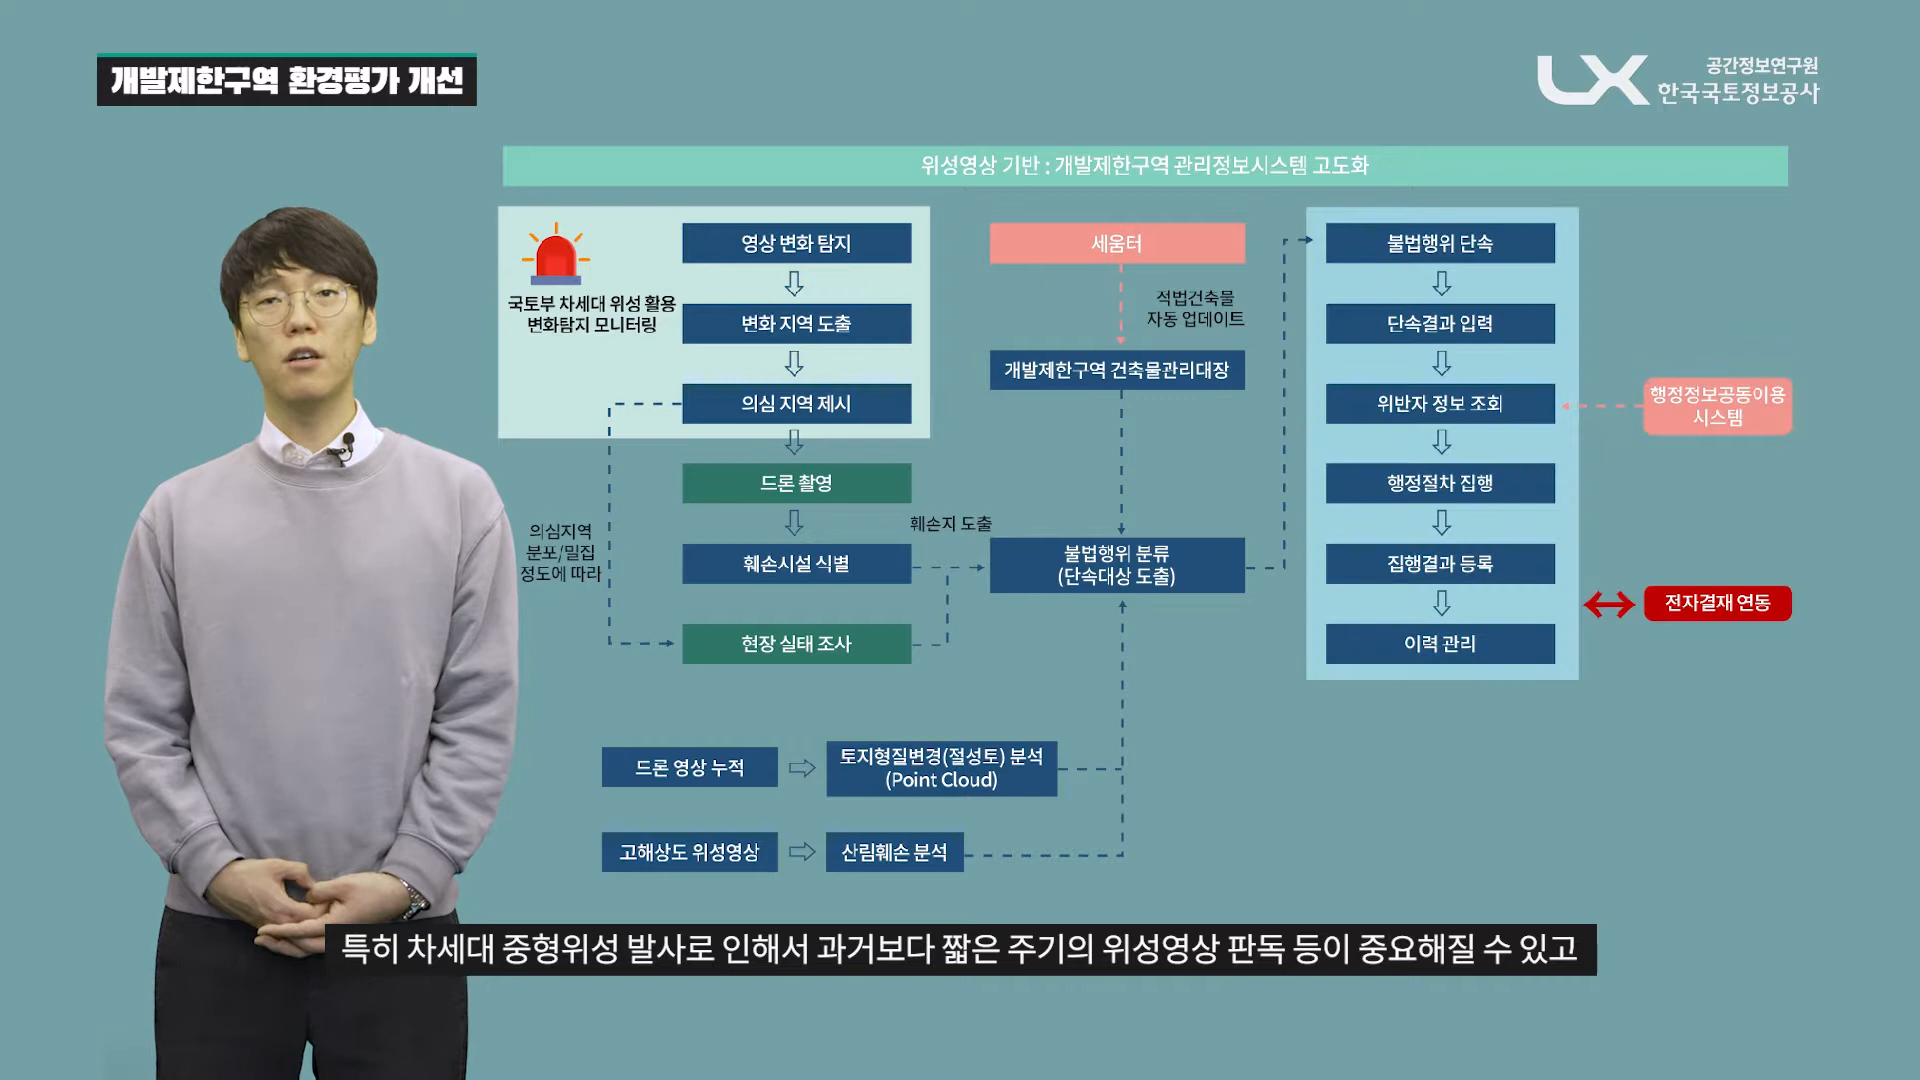 개발제한구역 환경평가 개선
공간정보연구원
LX 한국국토정보공사
위성영상 기반 : 개발제한구역 관리정보시스템 고도화
국토부 차세대 위성 활용
변화탐지 모니터링
영상 변화 탐지
변화 지역 도출
의심 지역 제시
드론 촬영
훼손시설 식별
현장 실태 조사
의심지역
분포/밀집
정도에 따라
훼손지 도출
세움터
적법건축물
자동 업데이트
개발제한구역 건축물관리대장
불법행위 분류
(단속대상 도출)
불법행위 단속
단속결과 입력
위반자 정보 조회
행정절차 집행
집행결과 등록
이력 관리
행정정보공동이용
시스템
전자결재 연동
드론 영상 누적
토지형질변경(절성토) 분석
(Point Cloud)
고해상도 위성영상
산림훼손 분석
특히 차세대 중형위성 발사로 인해서 과거보다 짧은 주기의 위성영상 판독 등이 중요해질 수 있고